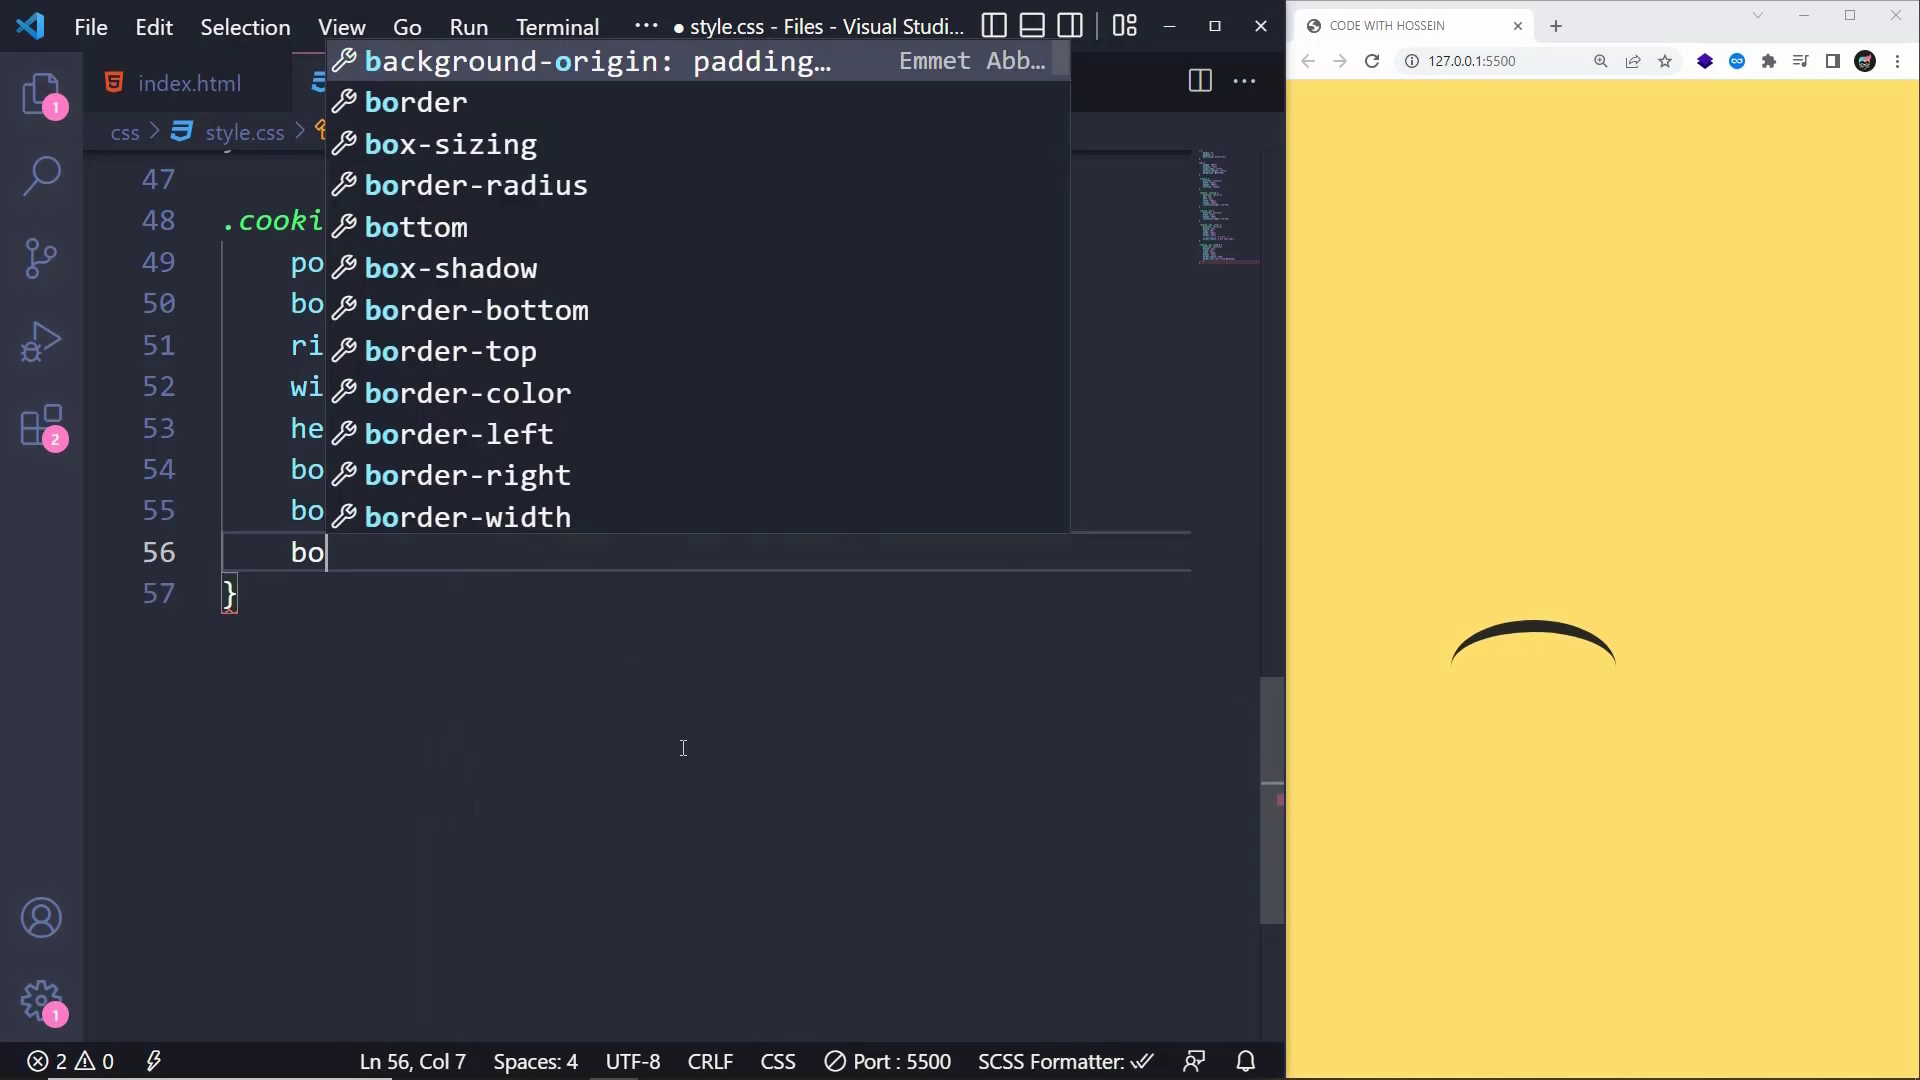 File Edit Selection View Go Run Terminal ··· ● style.css - Files - Visual Studi...
CODE WITH HOSSEIN
127.0.0.1:5500
index.html
css > style.css >
background-origin: padding… Emmet Abb…
border
box-sizing
border-radius
bottom
box-shadow
border-bottom
border-top
border-color
border-left
border-right
border-width
47
48 .cooki
49 po
50 bo
51 ri
52 wi
53 he
54 bo
55 bo
56 bo
57 }
1
2
1
2 0 Ln 56, Col 7 Spaces: 4 UTF-8 CRLF CSS Port : 5500 SCSS Formatter: